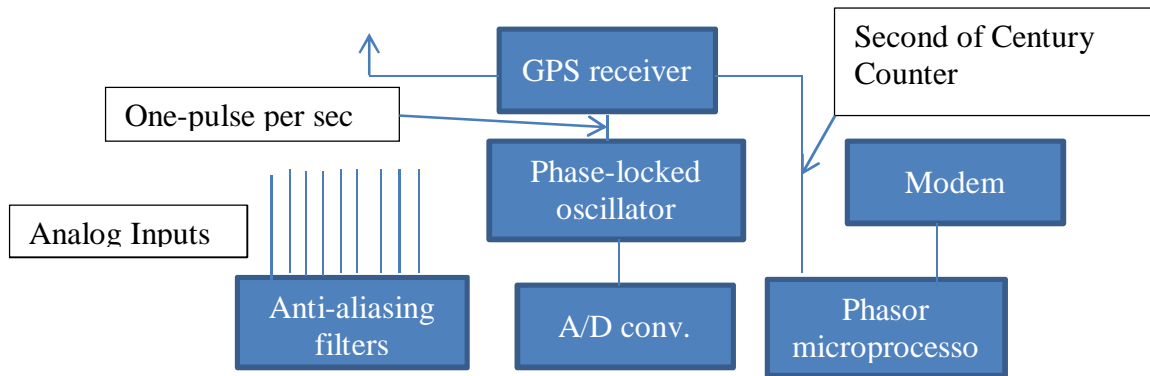 GPS receiver
Second of Century
Counter
One-pulse per sec
Phase-locked
oscillator
Modem
Analog Inputs
Anti-aliasing
filters
A/D conv.
Phasor
microprocesso